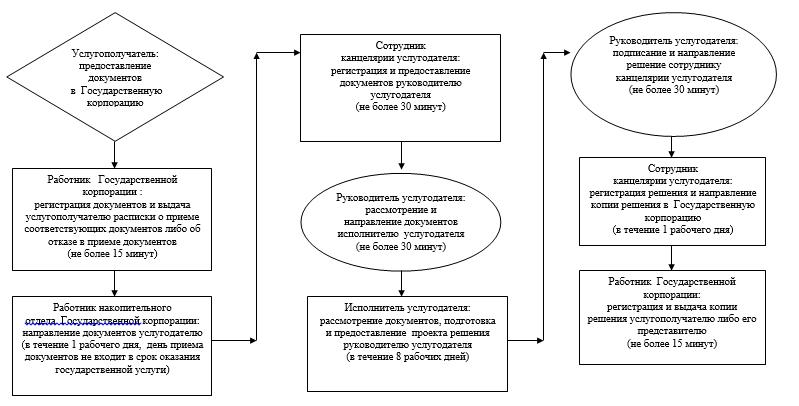 Услугополучатель:
предоставление
документов
в Государственную
корпорацию
Работник Государственной
корпорации :
регистрация документов и выдача
услугополучателю расписки о приеме
соответствующих документов либо об
отказе в приеме документов
(не более 15 минут)
Работник накопительного
отдела Государственной корпорации:
направление документов услугодателю
(в течение 1 рабочего дня, день приема
документов не входит в срок оказания
государственной услуги)
Сотрудник
канцелярии услугодателя:
регистрация и предоставление
документов руководителю
услугодателя
(не более 30 минут)
Руководитель услугодателя:
рассмотрение и
направление документов
исполнителю услугодателя
(не более 30 минут)
Исполнитель услугодателя:
рассмотрение документов, подготовка
и предоставление проекта решения
руководителю услугодателя
(в течение 8 рабочих дней)
Руководитель услугодателя:
подписание и направление
решение сотруднику
канцелярии услугодателя
(не более 30 минут)
Сотрудник
канцелярии услугодателя:
регистрация решения и направление
копии решения в Государственную
корпорацию
(в течение 1 рабочего дня)
Работник Государственной
корпорации:
регистрация и выдача копии
решения услугополучателю либо его
представителю
(не более 15 минут)